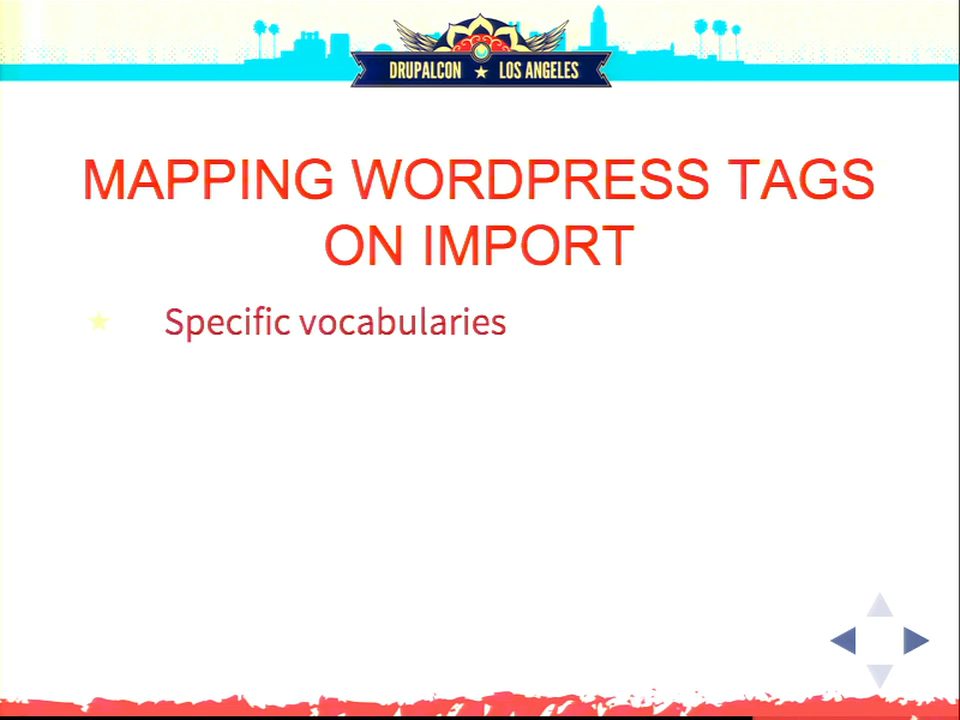 DRUPALCON ★ LOS ANGELES
MAPPING WORDPRESS TAGS
ON IMPORT
Specific vocabularies